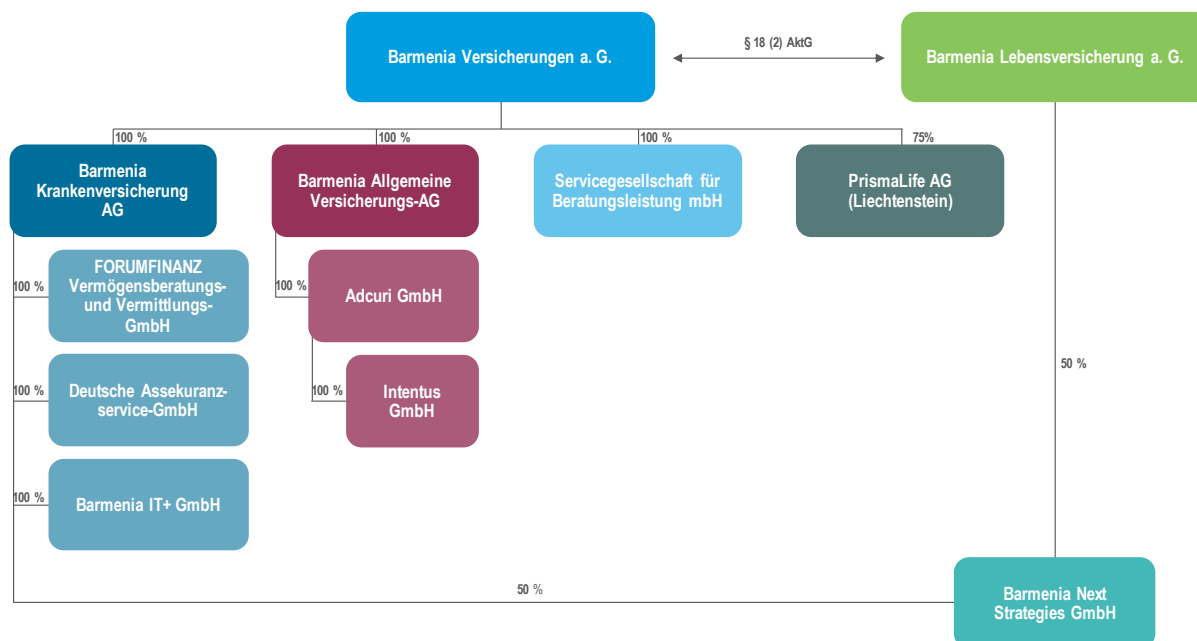 Barmenia Versicherungen a. G.
§ 18 (2) AktG
Barmenia Lebensversicherung a. G.
100 %
100 %
100 %
75%
Barmenia
Krankenversicherung
AG
Barmenia Allgemeine
Versicherungs-AG
Servicegesellschaft für
Beratungsleistung mbH
PrismaLife AG
(Liechtenstein)
100 %
FORUMFINANZ
Vermögensberatungs-
und Vermittlungs-
GmbH
100 %
Adcuri GmbH
50 %
100 %
Deutsche Assekuranz-
service-GmbH
100 %
Intentus
GmbH
100 %
Barmenia IT+ GmbH
50 %
Barmenia Next
Strategies GmbH